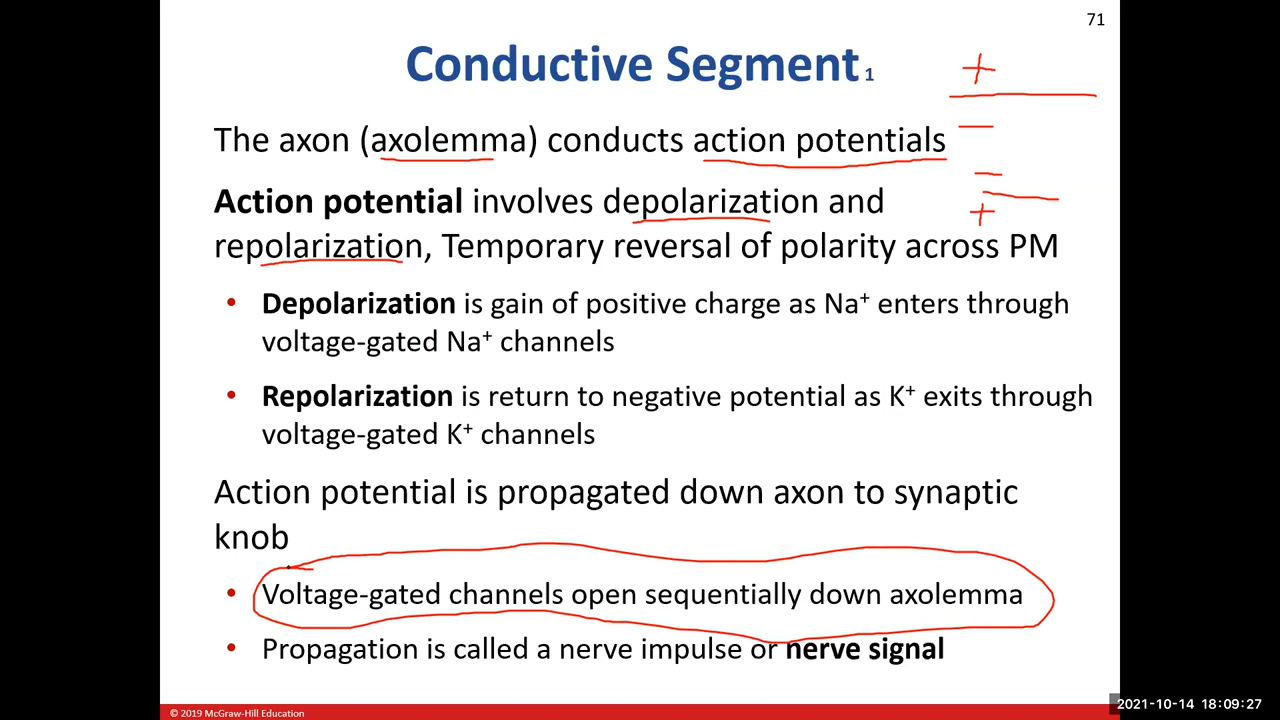 71
Conductive Segment 1
+
The axon (axolemma) conducts action potentials
−
−
Action potential involves depolarization and
+
repolarization, Temporary reversal of polarity across PM
• Depolarization is gain of positive charge as Na⁺ enters through
voltage-gated Na⁺ channels
• Repolarization is return to negative potential as K⁺ exits through
voltage-gated K⁺ channels
Action potential is propagated down axon to synaptic
knob
• Voltage-gated channels open sequentially down axolemma
• Propagation is called a nerve impulse or nerve signal
© 2019 McGraw-Hill Education
2021-10-14 18:09:27